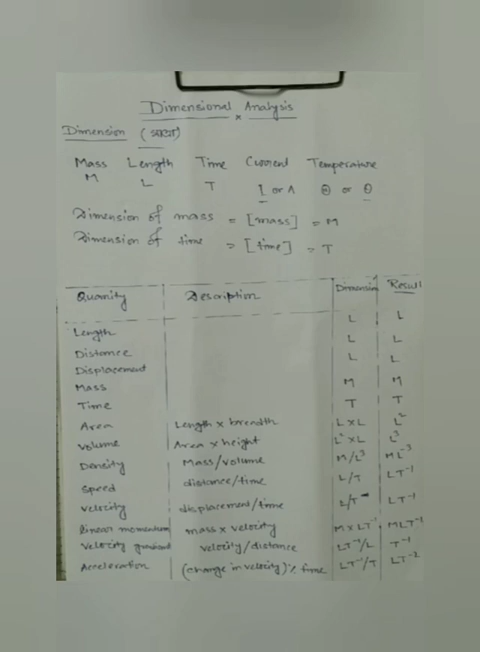 Dimensional Analysis
Dimension
Mass Length Time Current Temperature
M L T I or A Θ or θ
Dimension of mass = [mass] = M
Dimension of time = [time] = T
Quantity Description Dimension Result
Length L L
Distance L L
Displacement L L
Mass M M
Time T T
Area Length x breadth L x L L²
Volume Area x height L² x L L³
Density Mass/volume M/L³ ML⁻³
Speed distance/time L/T LT⁻¹
Velocity displacement/time L/T LT⁻¹
linear momentum mass x velocity M x LT⁻¹ MLT⁻¹
Velocity gradient velocity/distance LT⁻¹/L T⁻¹
Acceleration (change in velocity)/ time LT⁻¹/T LT⁻²